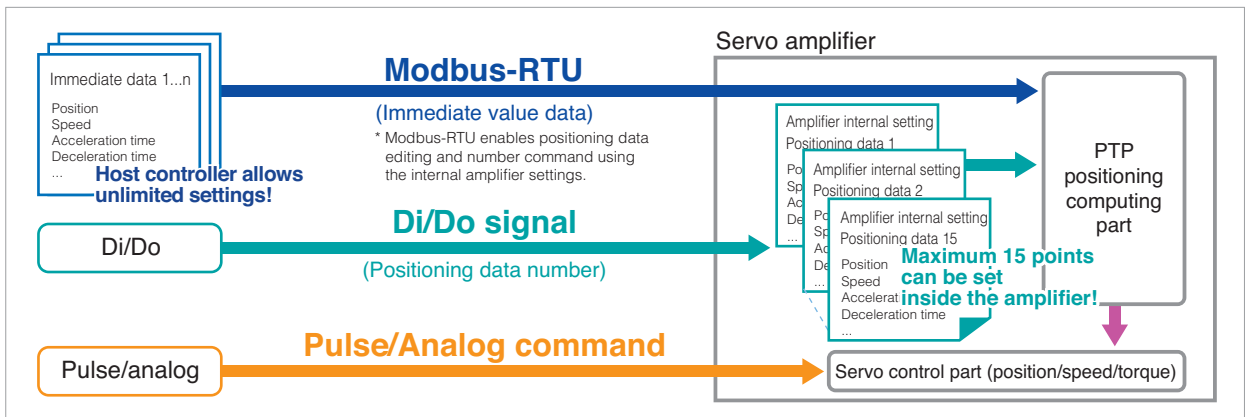 Immediate data 1...n
Position
Speed
Acceleration time
Deceleration time
...
Host controller allows
unlimited settings!
Modbus-RTU
(Immediate value data)
* Modbus-RTU enables positioning data
editing and number command using
the internal amplifier settings.
Di/Do
Di/Do signal
(Positioning data number)
Pulse/analog
Pulse/Analog command
Servo amplifier
Amplifier internal setting
Positioning data 1
...
Amplifier internal setting
Positioning data 2
...
Amplifier internal setting
Positioning data 15
Position
Speed
Deceleration time
...
Maximum 15 points
can be set
inside the amplifier!
PTP
positioning
computing
part
Servo control part (position/speed/torque)